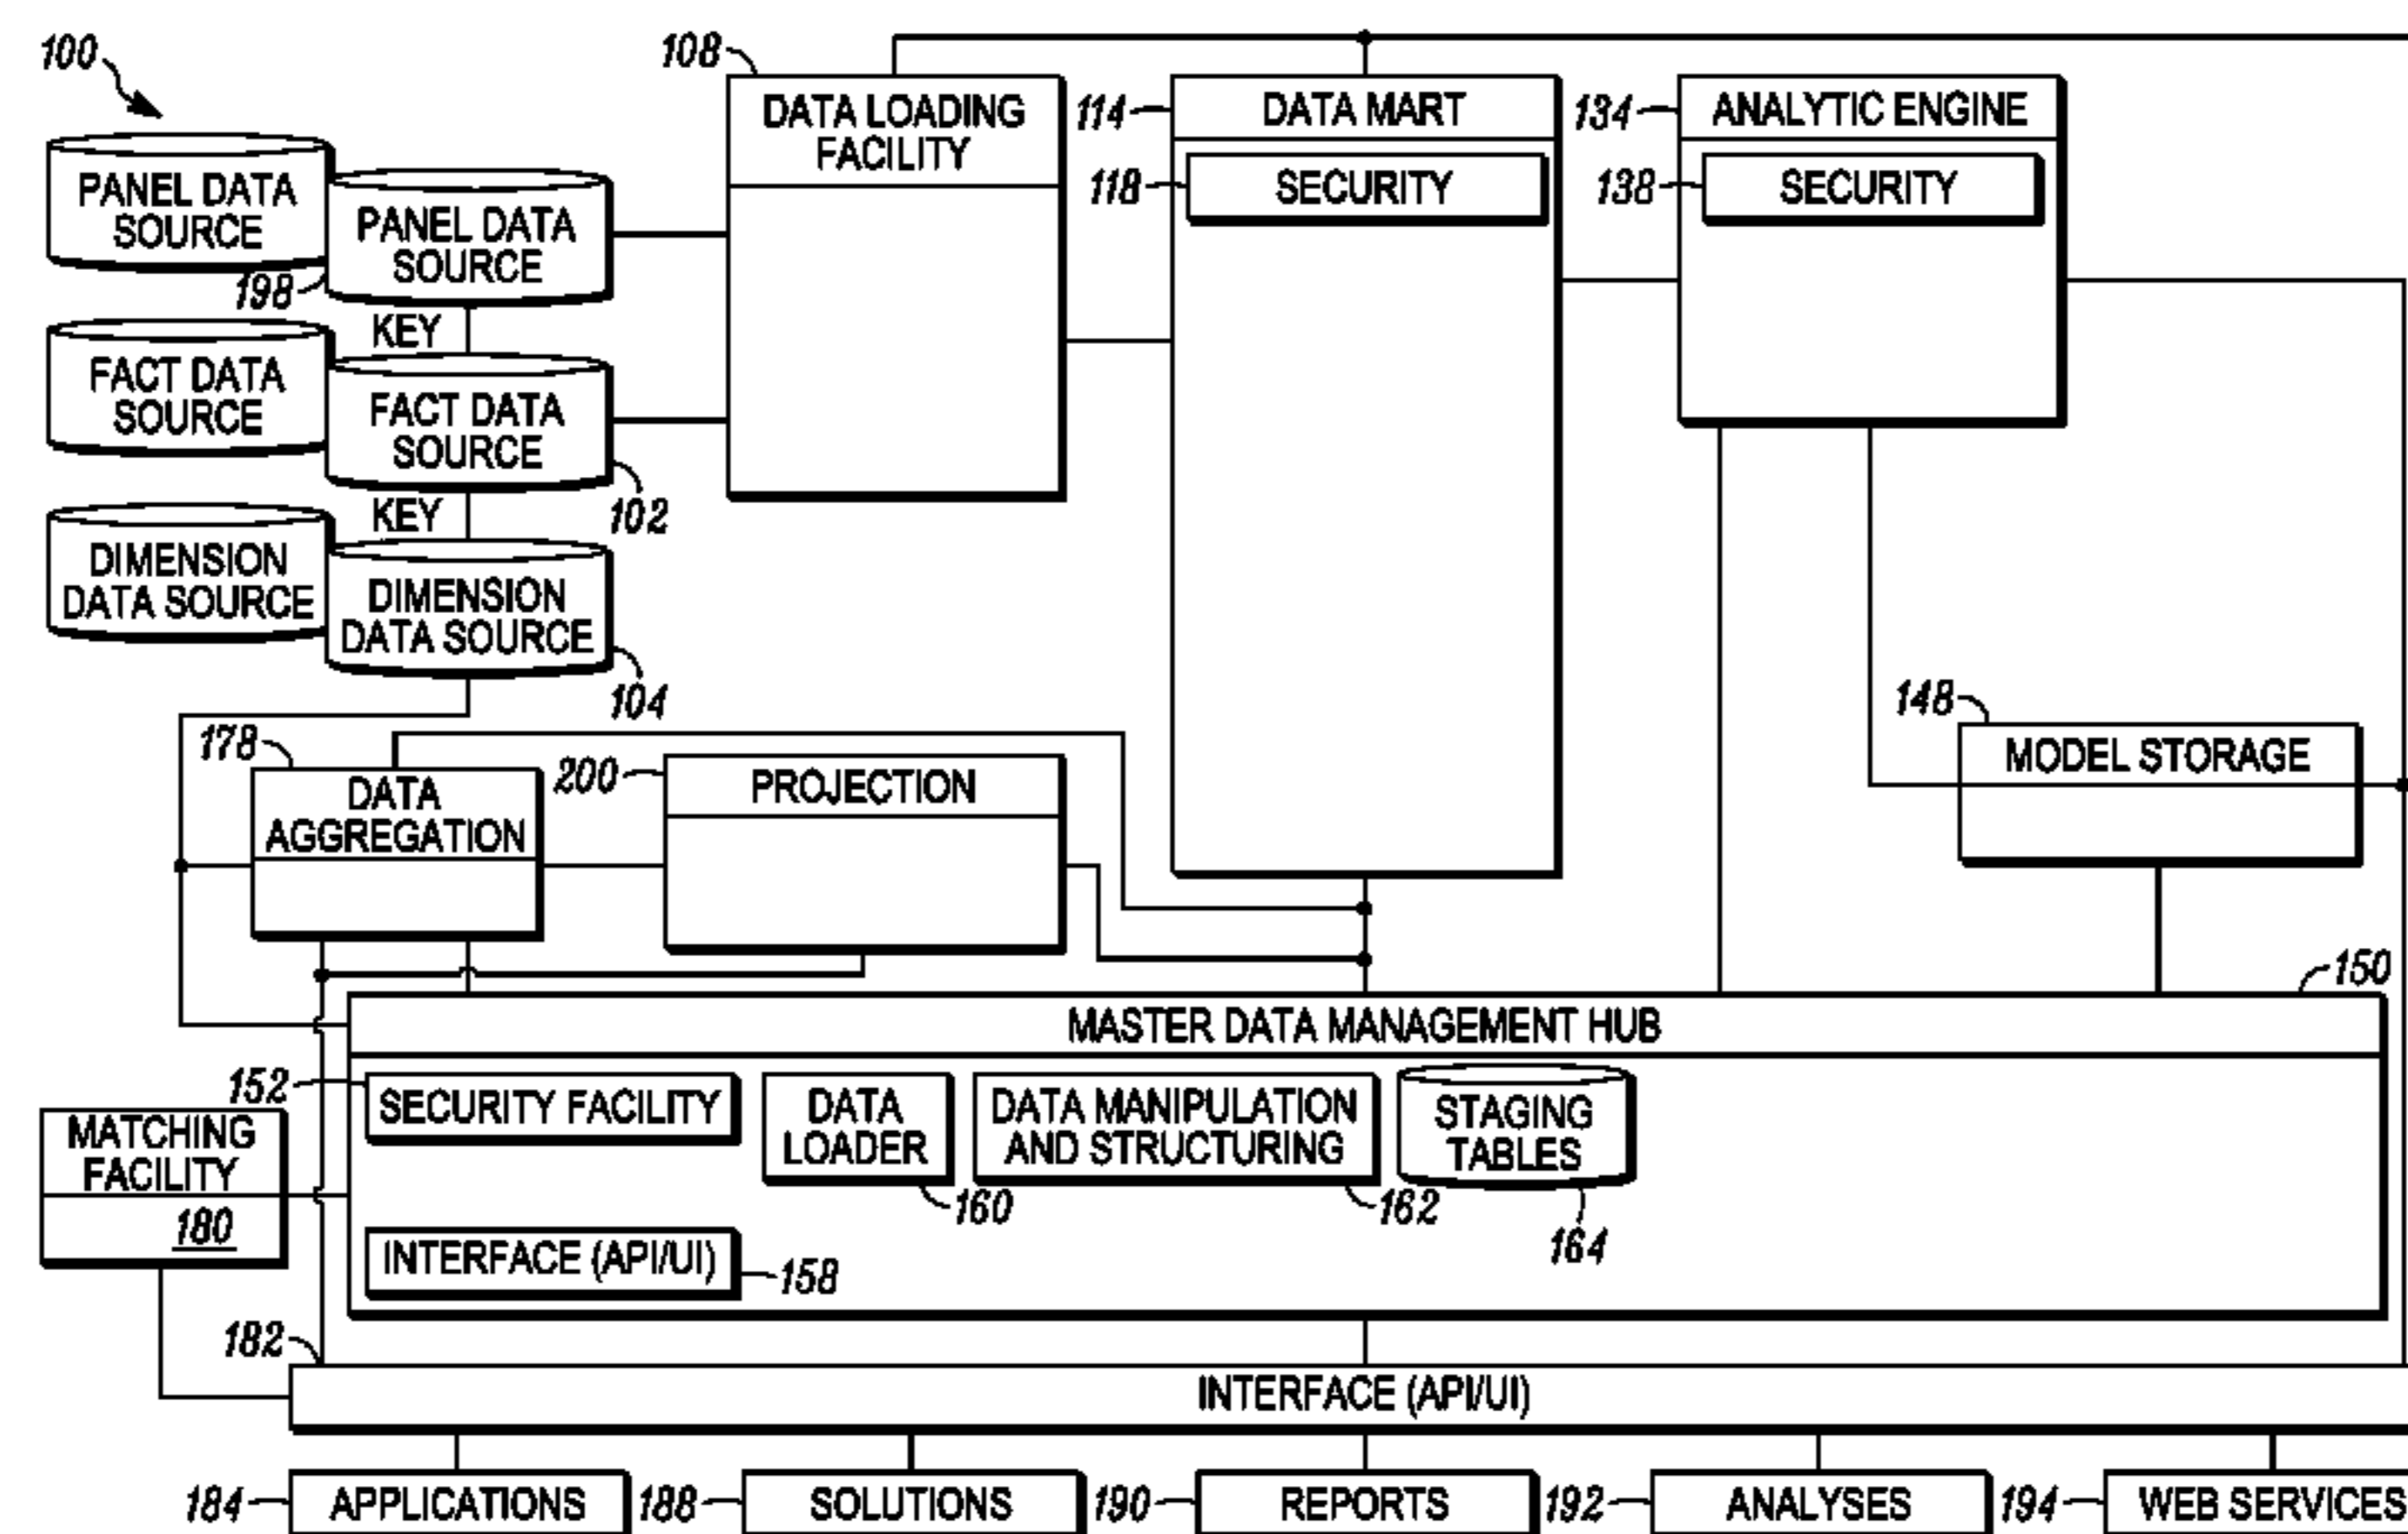 100
108
DATA LOADING
FACILITY
114
DATA MART
118
SECURITY
134
ANALYTIC ENGINE
138
SECURITY
PANEL DATA
SOURCE
PANEL DATA
SOURCE
198
KEY
FACT DATA
SOURCE
FACT DATA
SOURCE
102
KEY
DIMENSION
DATA SOURCE
DIMENSION
DATA SOURCE
104
178
DATA
AGGREGATION
200
PROJECTION
148
MODEL STORAGE
150
MASTER DATA MANAGEMENT HUB
152
SECURITY FACILITY
DATA
LOADER
160
DATA MANIPULATION
AND STRUCTURING
162
STAGING
TABLES
164
MATCHING
FACILITY
180
INTERFACE (API/UI)
158
182
INTERFACE (API/UI)
184
APPLICATIONS
188
SOLUTIONS
190
REPORTS
192
ANALYSES
194
WEB SERVICES